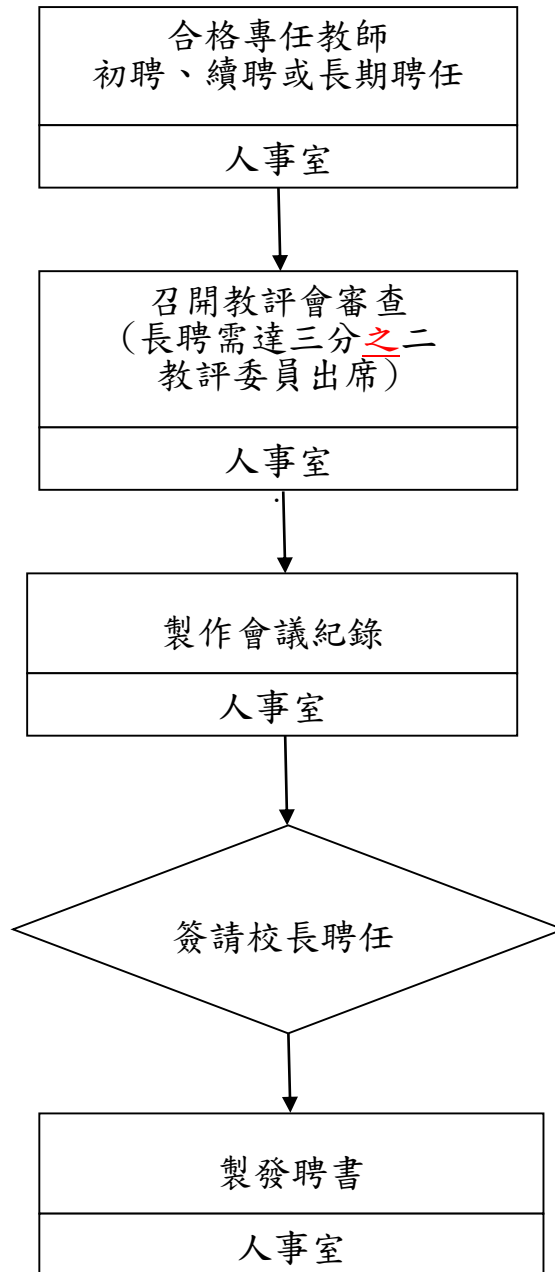 合格專任教師
初聘、續聘或長期聘任
人事室
召開教評會審查
（長聘需達三分之二
教評委員出席）
人事室
製作會議紀錄
人事室
簽請校長聘任
製發聘書
人事室